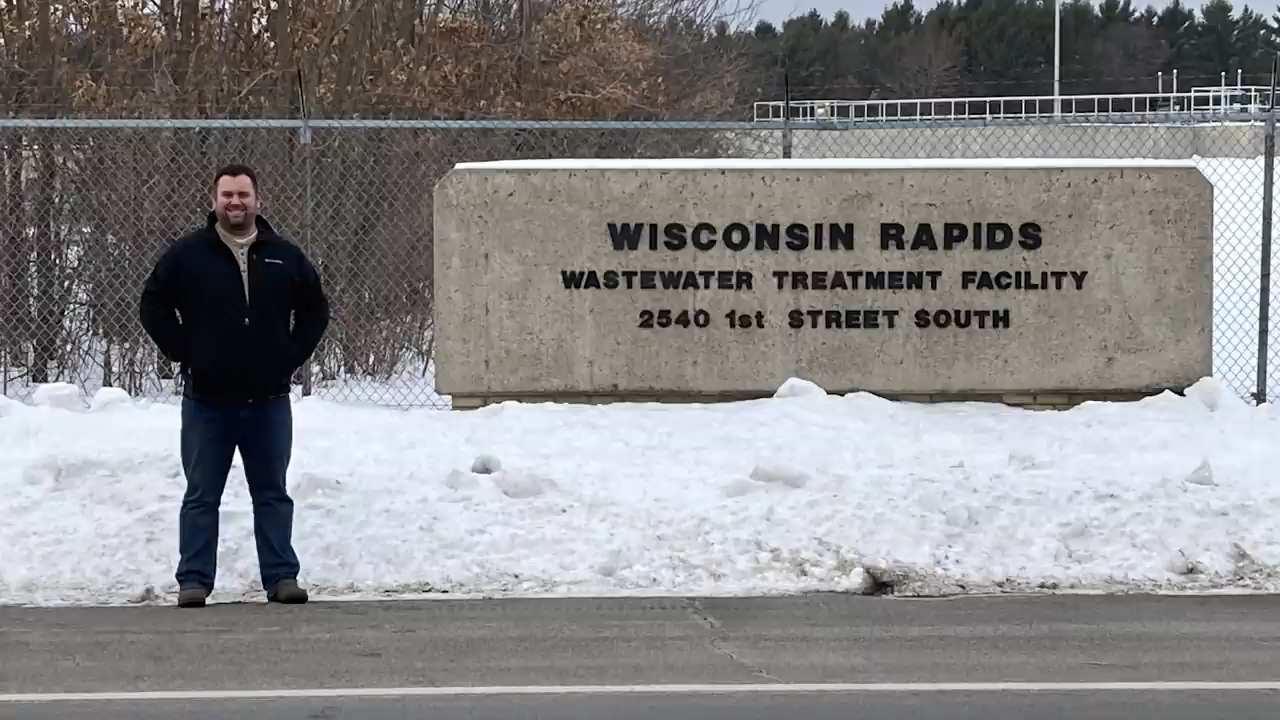 WISCONSIN RAPIDS
WASTEWATER TREATMENT FACILITY
2540 1st STREET SOUTH